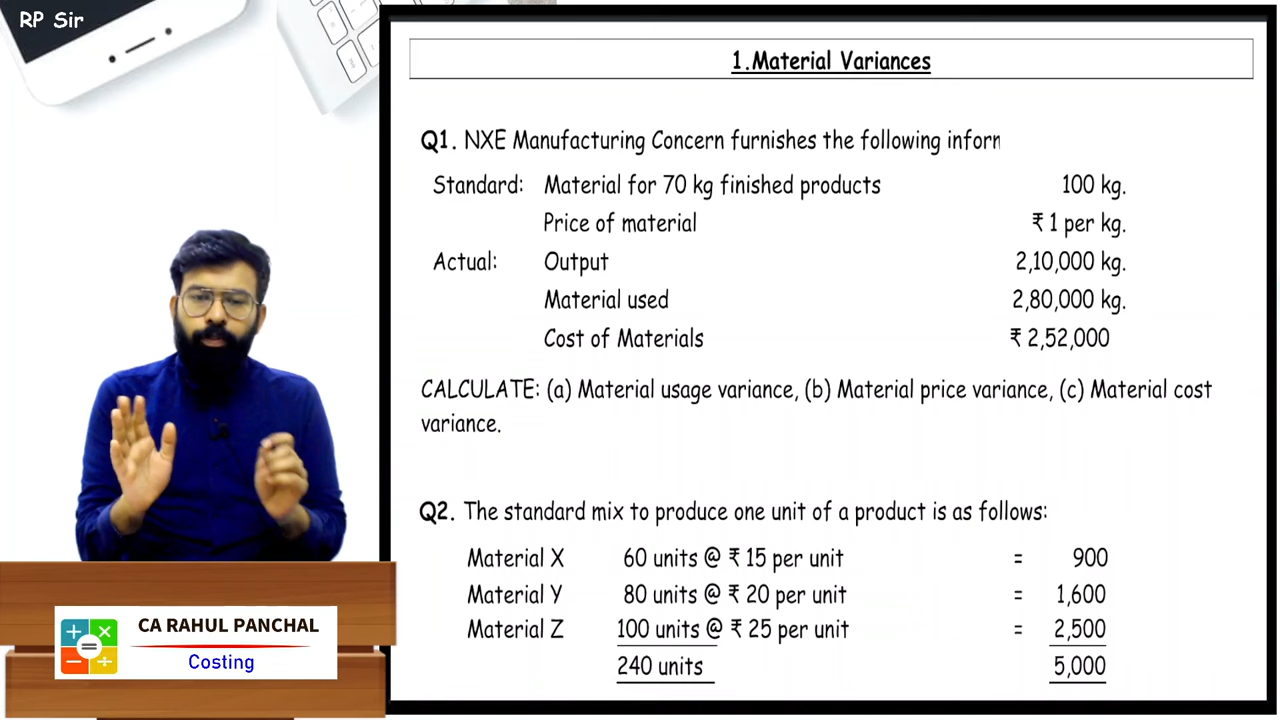 RP Sir
1.Material Variances
Q1. NXE Manufacturing Concern furnishes the following inform
Standard: Material for 70 kg finished products 100 kg.
Price of material ₹ 1 per kg.
Actual: Output 2,10,000 kg.
Material used 2,80,000 kg.
Cost of Materials ₹ 2,52,000
CALCULATE: (a) Material usage variance, (b) Material price variance, (c) Material cost
variance.
Q2. The standard mix to produce one unit of a product is as follows:
Material X 60 units @ ₹ 15 per unit = 900
Material Y 80 units @ ₹ 20 per unit = 1,600
Material Z 100 units @ ₹ 25 per unit = 2,500
240 units 5,000
CA RAHUL PANCHAL
Costing